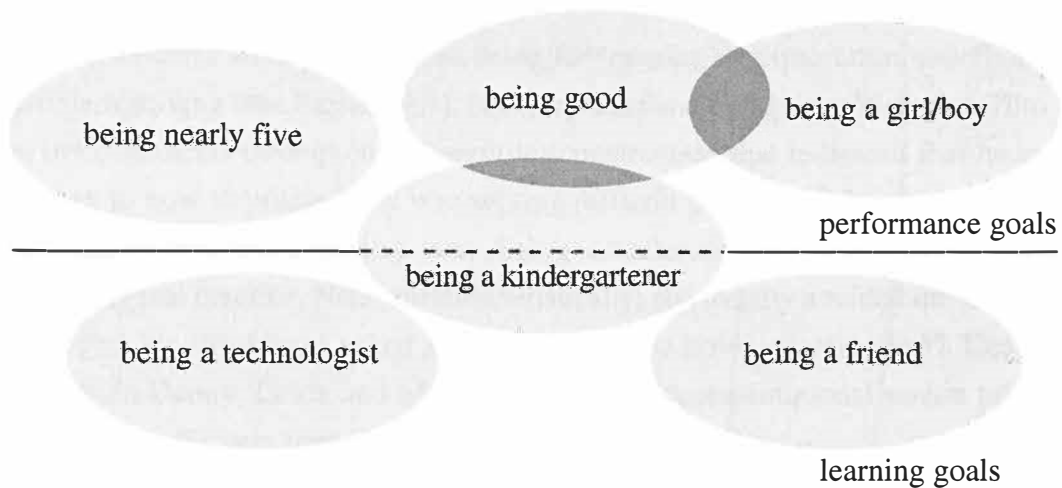 being good
being a girl/boy
being nearly five
performance goals
being a kindergartener
being a technologist
being a friend
learning goals